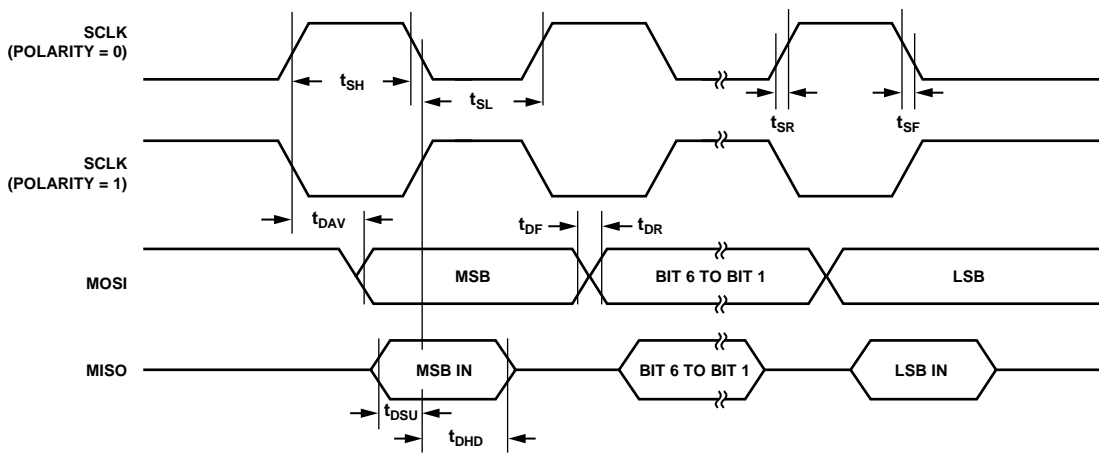 SCLK
(POLARITY = 0)
tSH
tSL
tSR
tSF
SCLK
(POLARITY = 1)
tDAV
tDF
tDR
MOSI
MSB
BIT 6 TO BIT 1
LSB
MISO
MSB IN
BIT 6 TO BIT 1
LSB IN
tDSU
tDHD